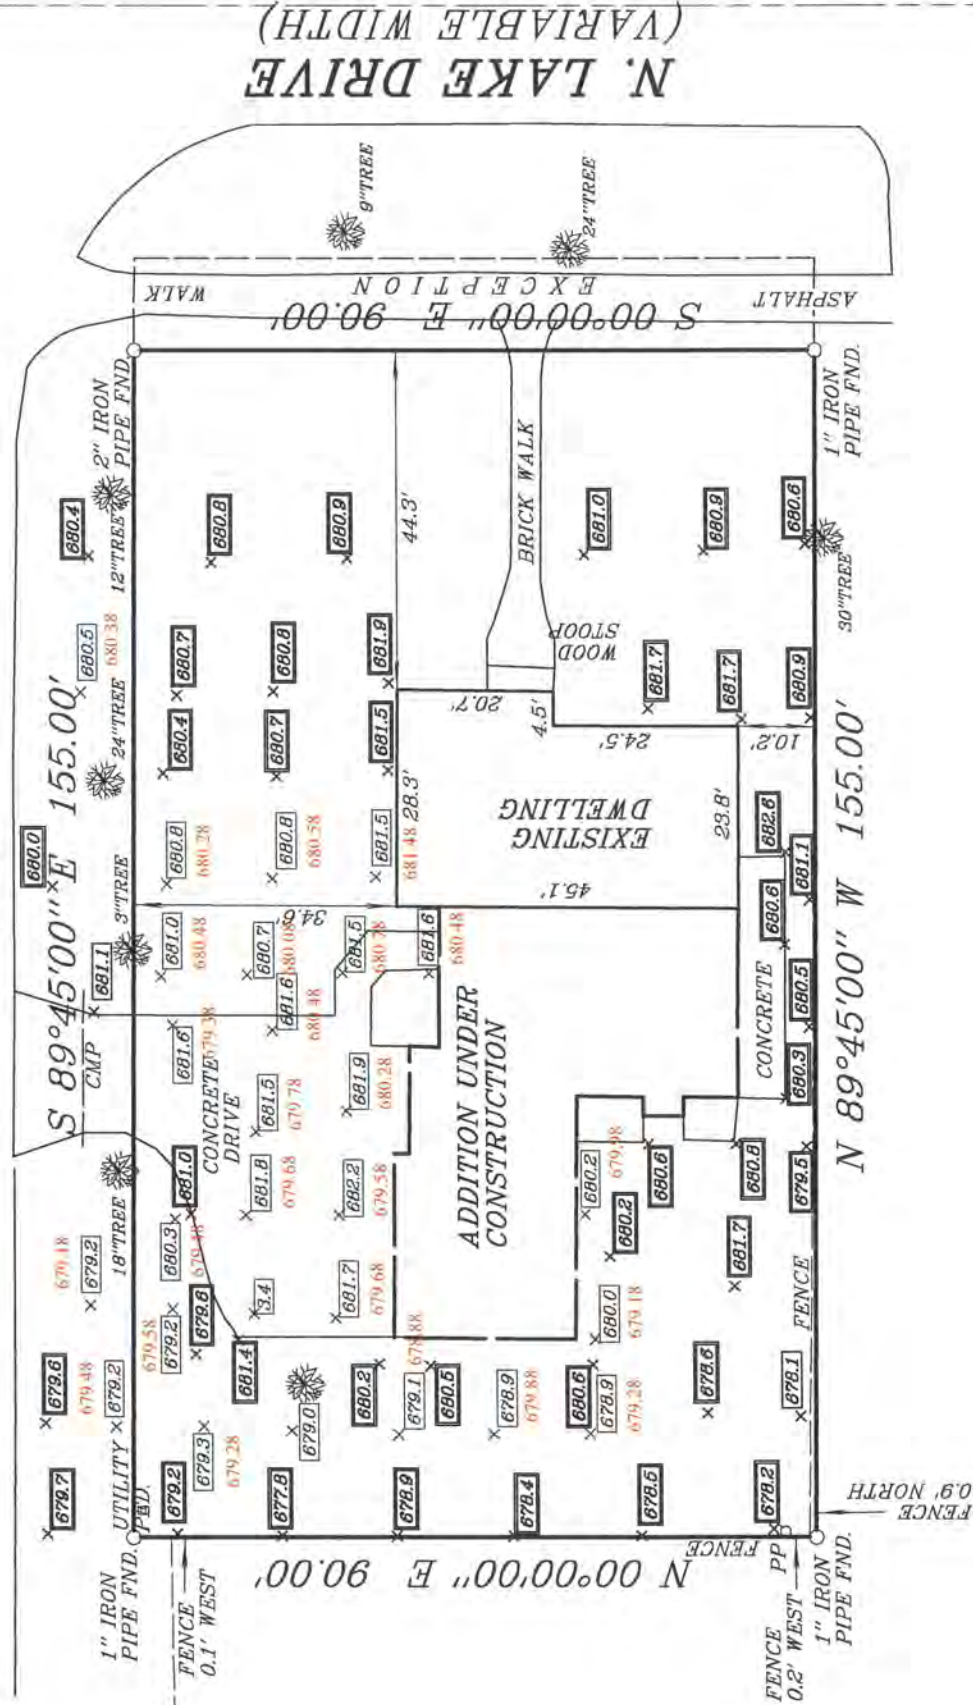 N. LAKE DRIVE
(VARIABLE WIDTH)
9"TREE
24"TREE
WALK
EXCEPTION
ASPHALT
S 00°00'00" E 90.00'
2" IRON
PIPE FND.
1" IRON
PIPE FND.
12"TREE
680.4
680.8
680.9
44.3'
BRICK WALK
681.0
680.9
680.6
30"TREE
680.5
680.38
24"TREE
680.7
680.8
681.9
WOOD
STOOP
681.7
681.7
680.9
S 89°45'00" E 155.00'
680.4
680.7
681.5
20.7'
4.5'
24.5'
10.2'
680.0
680.8
680.28
680.8
680.58
681.5
681.48
28.3'
EXISTING
DWELLING
23.8'
682.6
681.1
3"TREE
34.6'
45.1'
681.0
680.48
680.7
680.08
681.5
680.78
681.6
680.48
680.6
681.1
CMP
681.6
679.38
681.6
680.48
680.5
CONCRETE
N 89°45'00" W 155.00'
CONCRETE
DRIVE
681.5
679.78
681.9
680.28
ADDITION UNDER
CONSTRUCTION
680.3
18"TREE
681.0
681.8
679.68
682.2
679.58
680.2
679.98
680.6
680.8
679.5
679.18
679.2
680.3
679.48
680.2
681.7
679.58
679.2
679.6
3.4
681.7
679.68
680.0
679.18
FENCE
679.6
679.48
679.2
681.4
680.2
678.88
679.1
680.5
678.9
679.88
680.6
678.9
679.28
678.6
678.1
679.7
UTILITY
PED.
679.3
679.28
679.0
679.2
677.8
678.9
678.4
678.5
678.2
FENCE
0.9' NORTH
1" IRON
PIPE FND.
FENCE
0.1' WEST
N 00°00'00" E 90.00'
FENCE
PP
FENCE
0.2' WEST
1" IRON
PIPE FND.